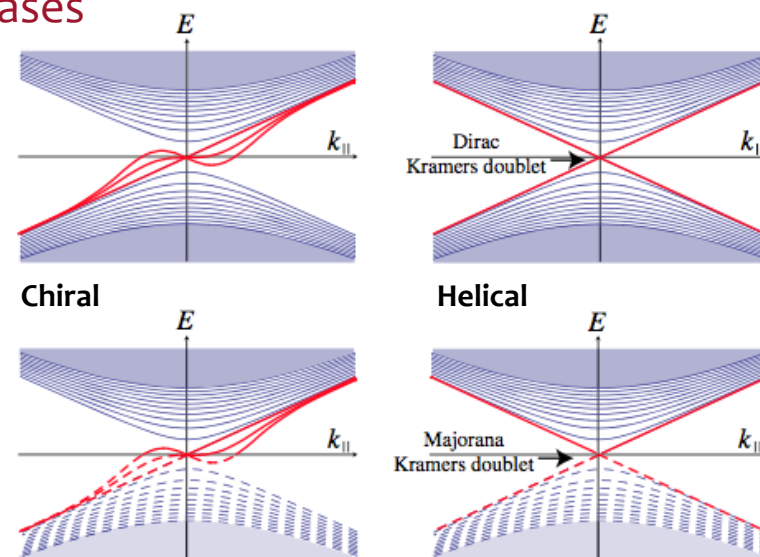 ases
E
E
k||
k|
Dirac
Kramers doublet
Chiral
Helical
E
E
k||
k||
Majorana
Kramers doublet